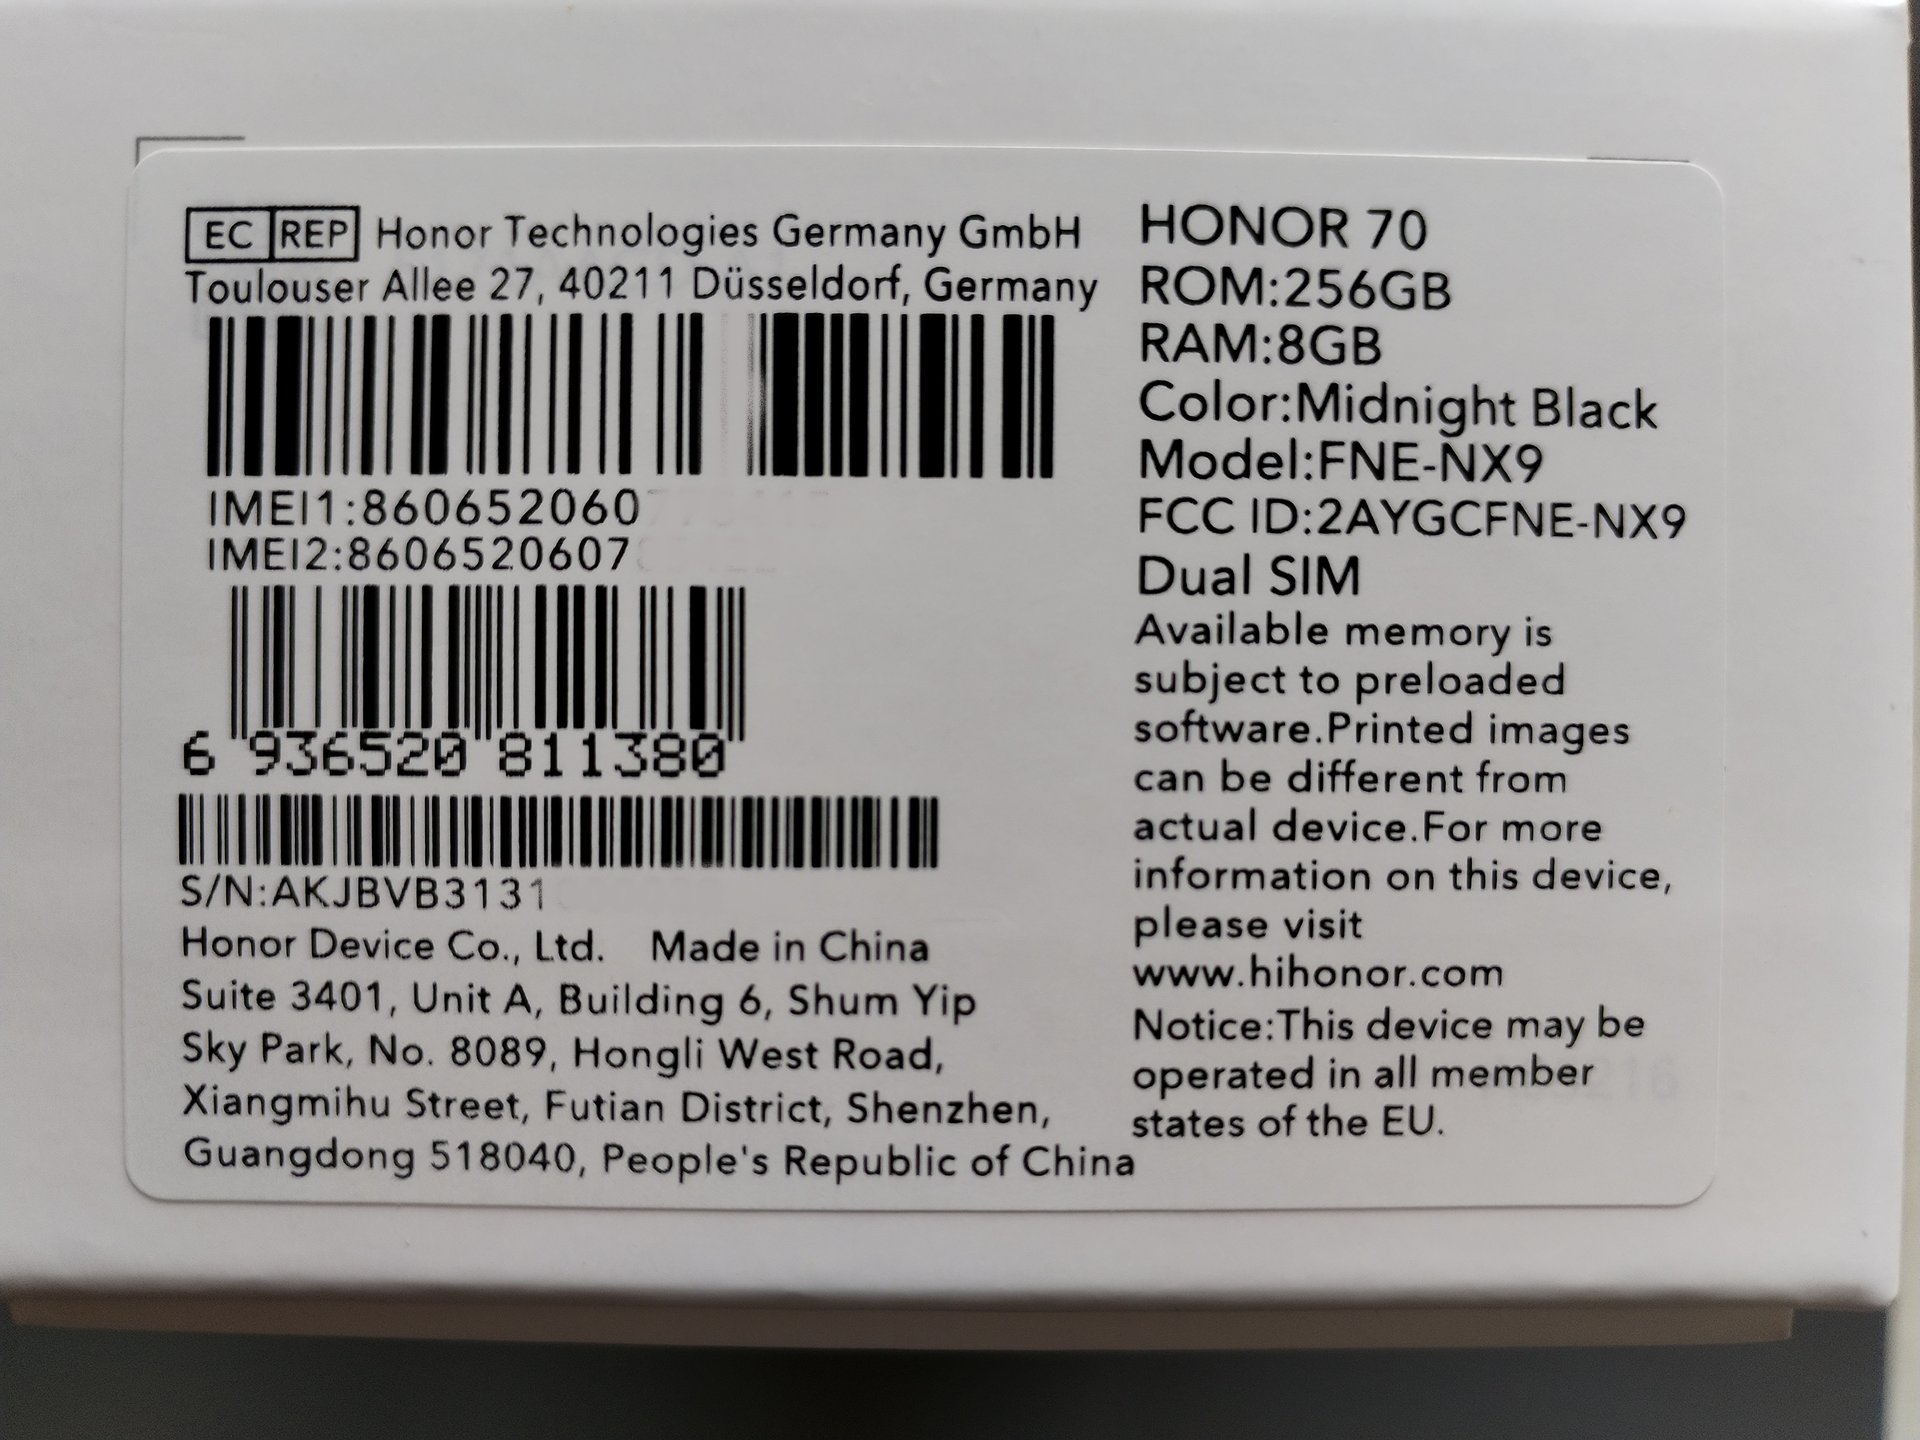 EC REP Honor Technologies Germany GmbH
Toulouser Allee 27, 40211 Düsseldorf, Germany
IMEI1:860652060
IMEI2:8606520607
6 936520 811380
S/N:AKJBVB3131
Honor Device Co., Ltd. Made in China
Suite 3401, Unit A, Building 6, Shum Yip
Sky Park, No. 8089, Hongli West Road,
Xiangmihu Street, Futian District, Shenzhen,
Guangdong 518040, People's Republic of China
HONOR 70
ROM:256GB
RAM:8GB
Color:Midnight Black
Model:FNE-NX9
FCC ID:2AYGCFNE-NX9
Dual SIM
Available memory is
subject to preloaded
software.Printed images
can be different from
actual device.For more
information on this device,
please visit
www.hihonor.com
Notice:This device may be
operated in all member
states of the EU.